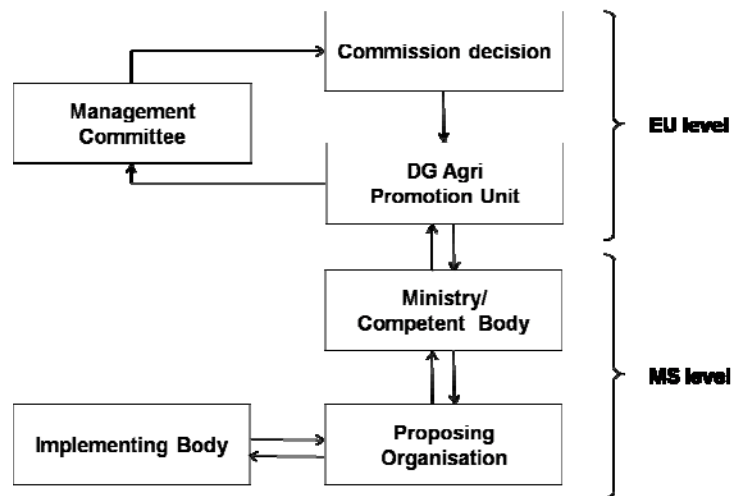 Commission decision
Management
Committee
EU level
DG Agri
Promotion Unit
Ministry/
Competent Body
MS level
Implementing Body
Proposing
Organisation